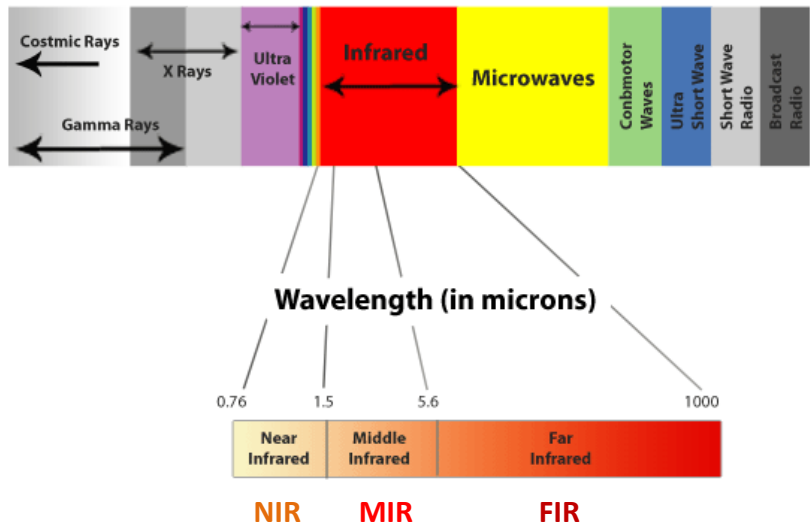 Costmic Rays
X Rays
Gamma Rays
Ultra
Violet
Infrared
Microwaves
Conbmotor
Waves
Ultra
Short Wave
Short Wave
Radio
Broadcast
Radio
Wavelength (in microns)
0.76 1.5 5.6 1000
Near
Infrared
Middle
Infrared
Far
Infrared
NIR MIR FIR